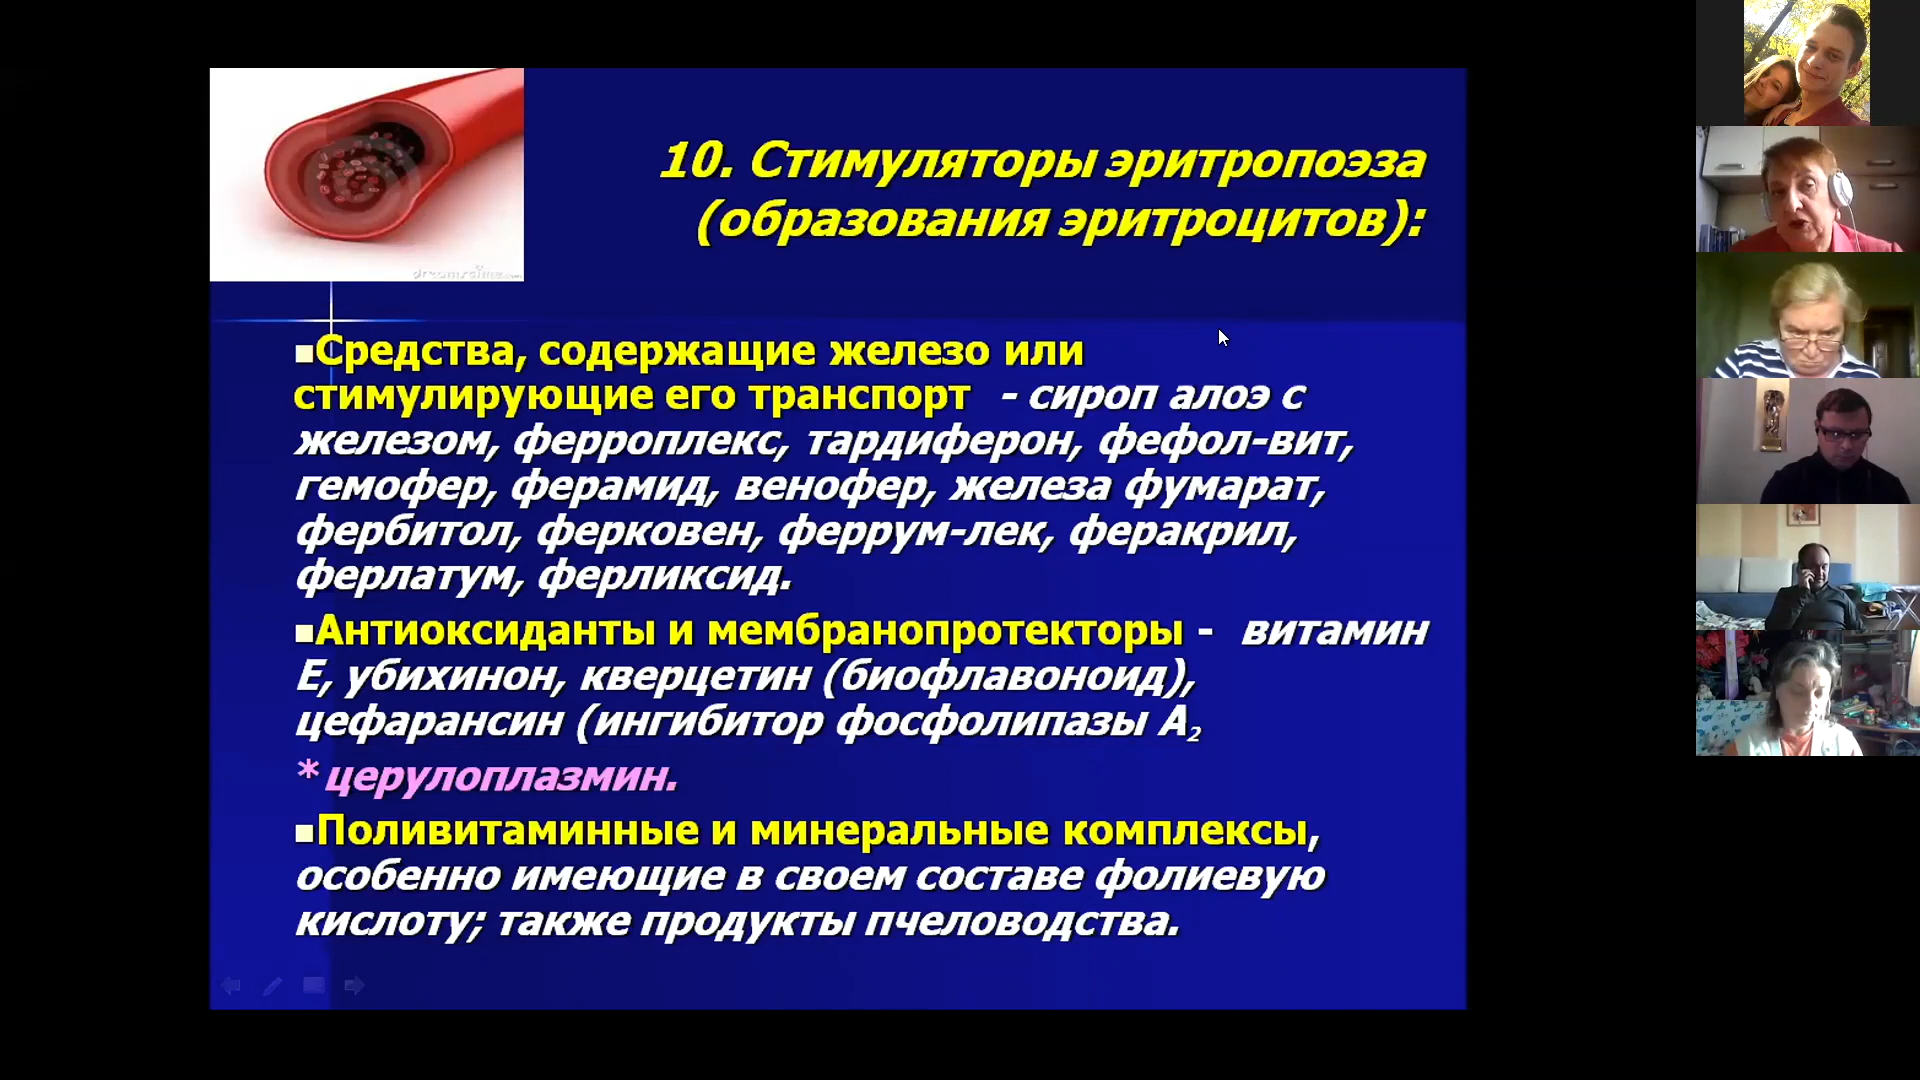 10. Стимуляторы эритропоэза
(образования эритроцитов):
Средства, содержащие железо или
стимулирующие его транспорт - сироп алоэ с
железом, ферроплекс, тардиферон, фефол-вит,
гемофер, ферамид, венофер, железа фумарат,
фербитол, ферковен, феррум-лек, феракрил,
ферлатум, ферликсид.
Антиоксиданты и мембранопротекторы - витамин
Е, убихинон, кверцетин (биофлавоноид),
цефарансин (ингибитор фосфолипазы А2
* церулоплазмин.
Поливитаминные и минеральные комплексы,
особенно имеющие в своем составе фолиевую
кислоту; также продукты пчеловодства.